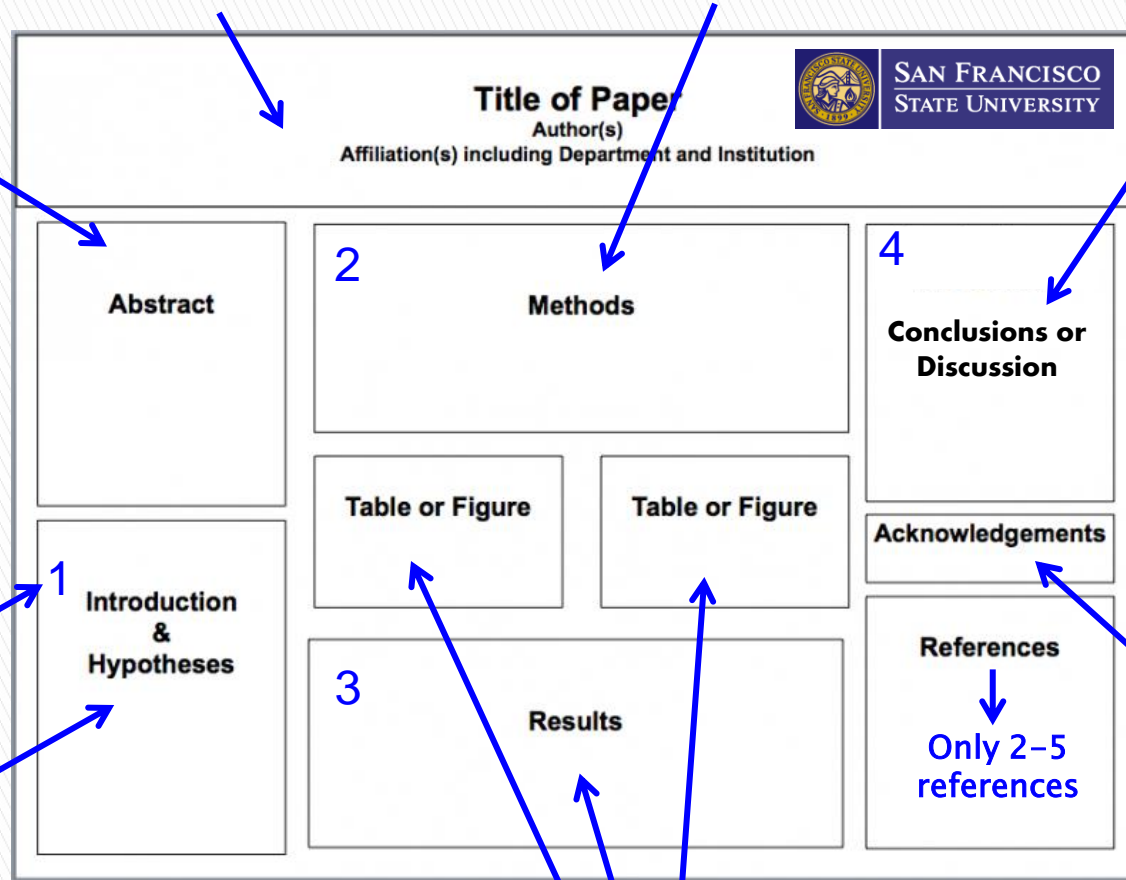 Title of Paper
Author(s)
Affiliation(s) including Department and Institution
SAN FRANCISCO
STATE UNIVERSITY
Abstract
1
Introduction
&
Hypotheses
2
Methods
Table or Figure
Table or Figure
3
Results
4
Conclusions or
Discussion
Acknowledgements
References
Only 2–5
references